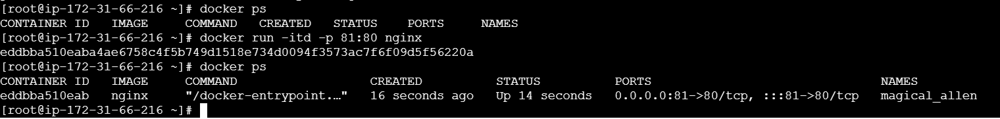 [root@ip-172-31-66-216 ~]# docker ps
CONTAINER ID   IMAGE     COMMAND   CREATED   STATUS    PORTS     NAMES
[root@ip-172-31-66-216 ~]# docker run -itd -p 81:80 nginx
eddbba510eaba4ae6758c4f5b749d1518e734d0094f3573ac7f6f09d5f56220a
[root@ip-172-31-66-216 ~]# docker ps
CONTAINER ID   IMAGE     COMMAND                  CREATED          STATUS          PORTS                               NAMES
eddbba510eab   nginx     "/docker-entrypoint.…"   16 seconds ago   Up 14 seconds   0.0.0.0:81->80/tcp, :::81->80/tcp   magical_allen
[root@ip-172-31-66-216 ~]#